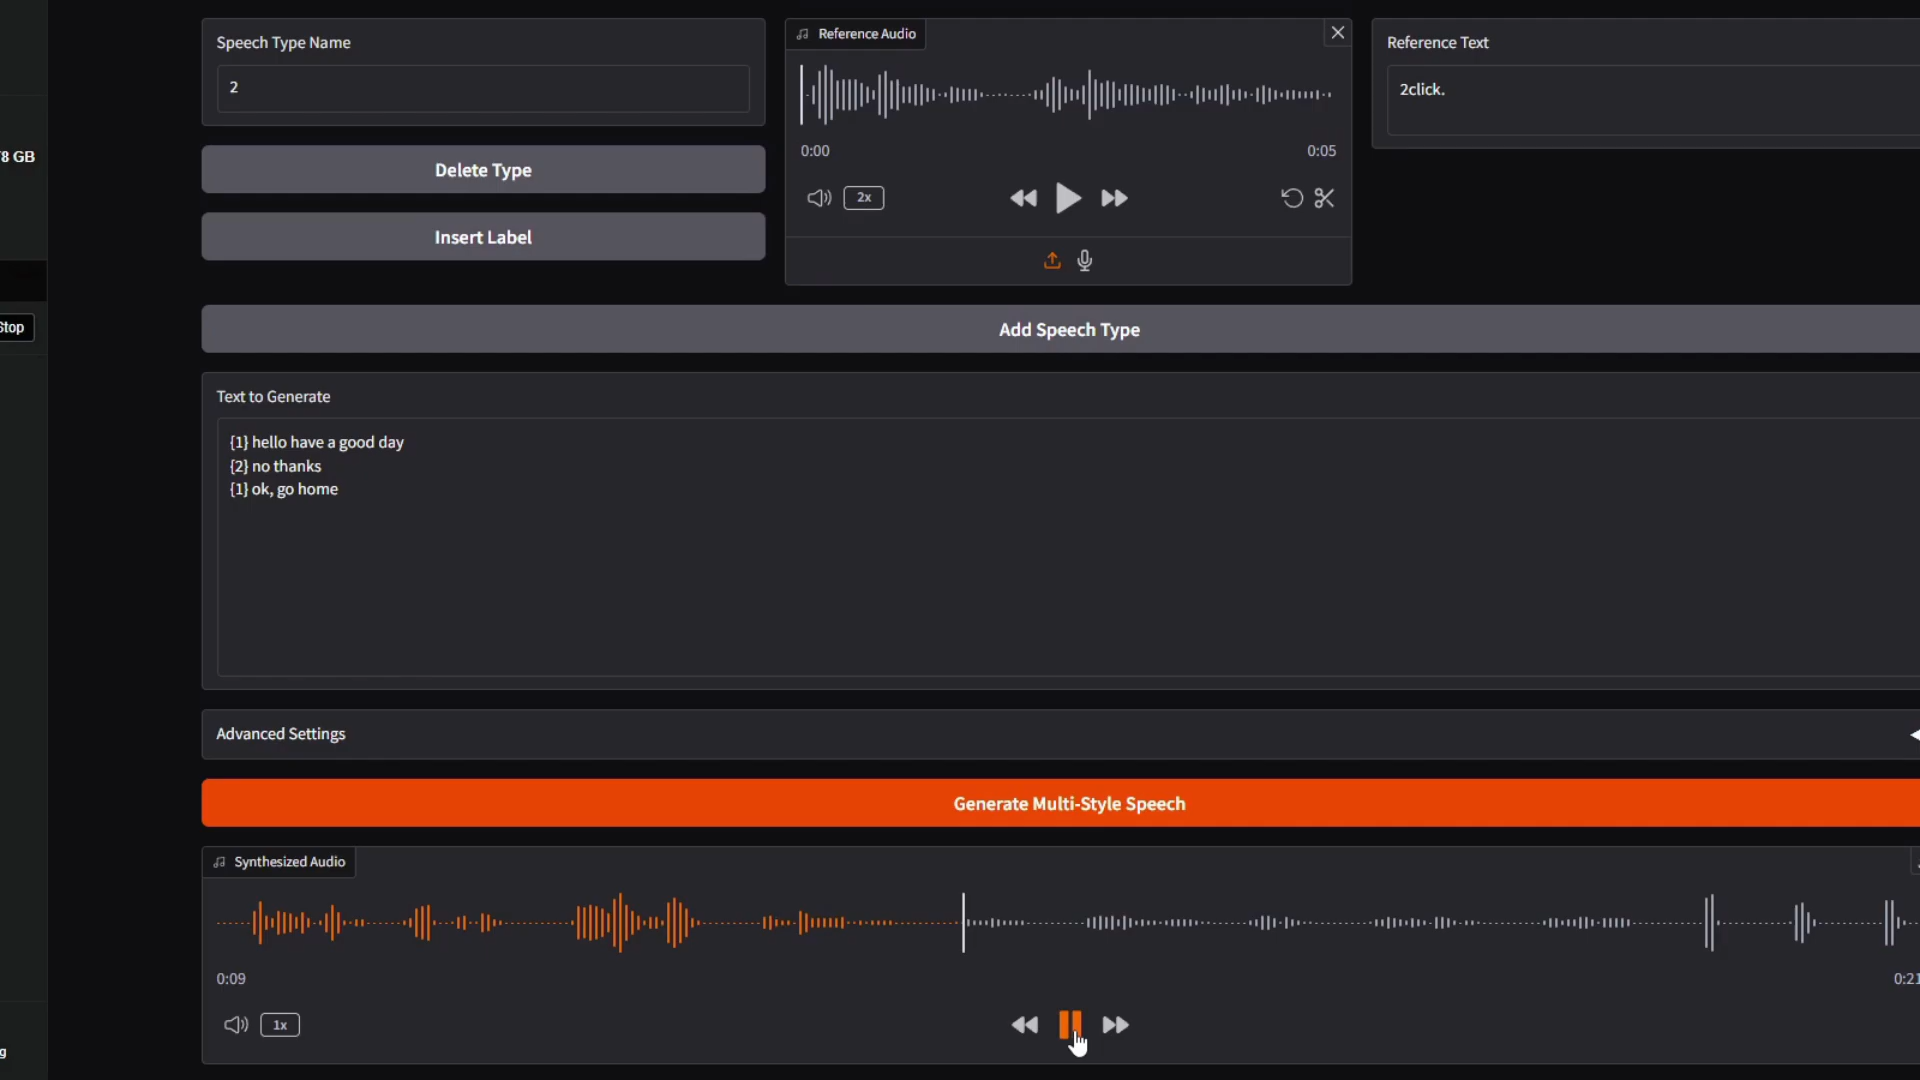 Speech Type Name
2
Reference Audio
Reference Text
2click.
0:00
0:05
8 GB
Delete Type
2x
Insert Label
Stop
Add Speech Type
Text to Generate
{1} hello have a good day
{2} no thanks
{1} ok, go home
Advanced Settings
Generate Multi-Style Speech
Synthesized Audio
0:09
0:21
1x
g